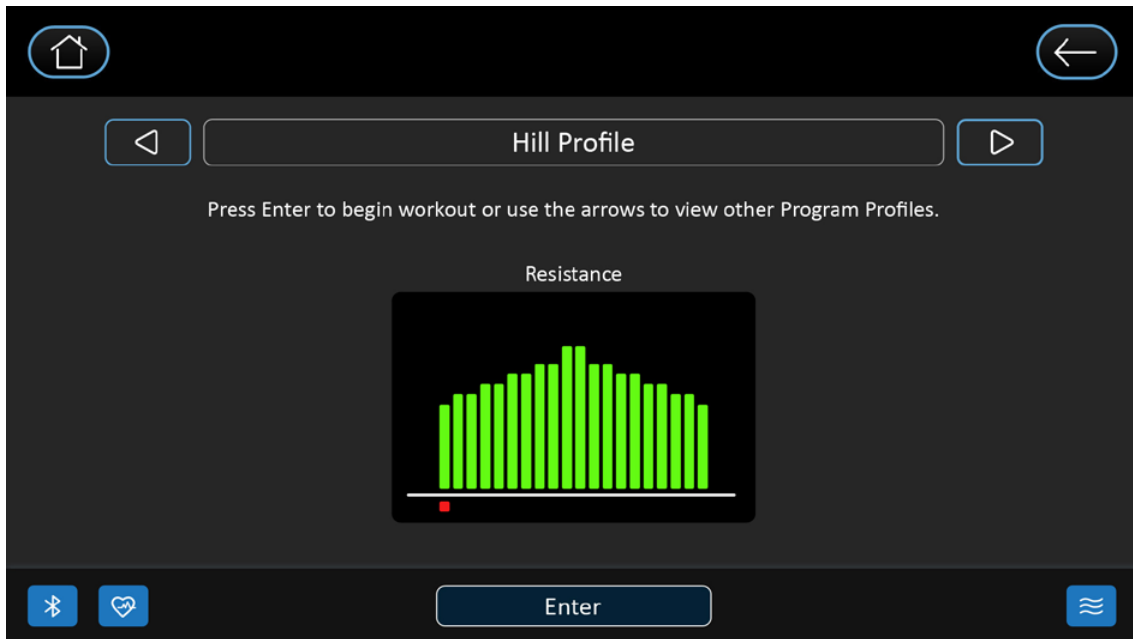 Hill Profile
Press Enter to begin workout or use the arrows to view other Program Profiles.
Resistance
Enter